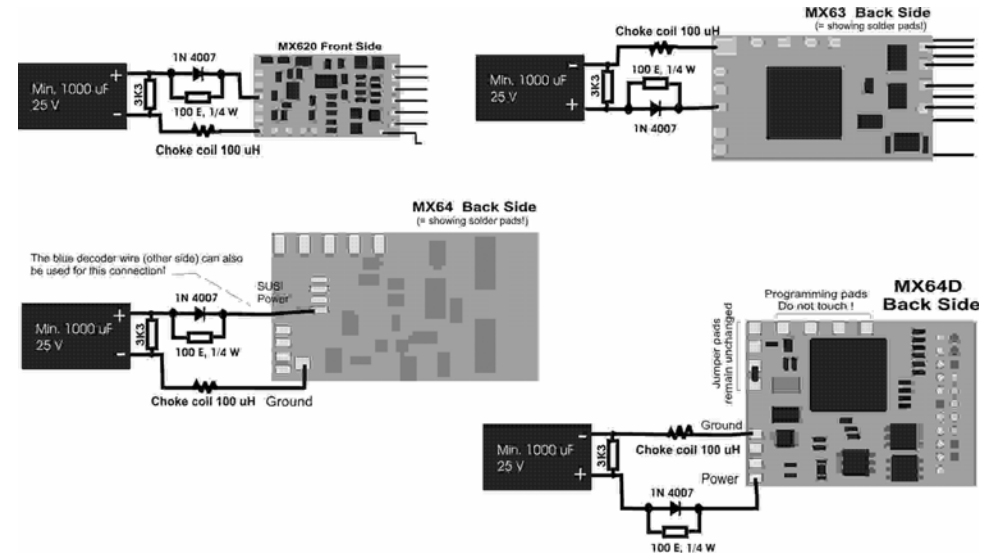 MX620 Front Side
1N 4007
+
Min. 1000 uF
25 V
-
3K3
100 E, 1/4 W
Choke coil 100 uH
MX63 Back Side
(= showing solder pads!)
Choke coil 100 uH
-
Min. 1000 uF
25 V
+
3K3
100 E, 1/4 W
1N 4007
MX64 Back Side
(= showing solder pads!)
The blue decoder wire (other side) can also
be used for this connection!
SUSI
Power
1N 4007
+
Min. 1000 uF
25 V
-
3K3
100 E, 1/4 W
Choke coil 100 uH
Ground
MX64D
Back Side
Programming pads
Do not touch !
Jumper pads
remain unchanged
Ground
-
Min. 1000 uF
25 V
+
3K3
Choke coil 100 uH
Power
1N 4007
100 E, 1/4 W